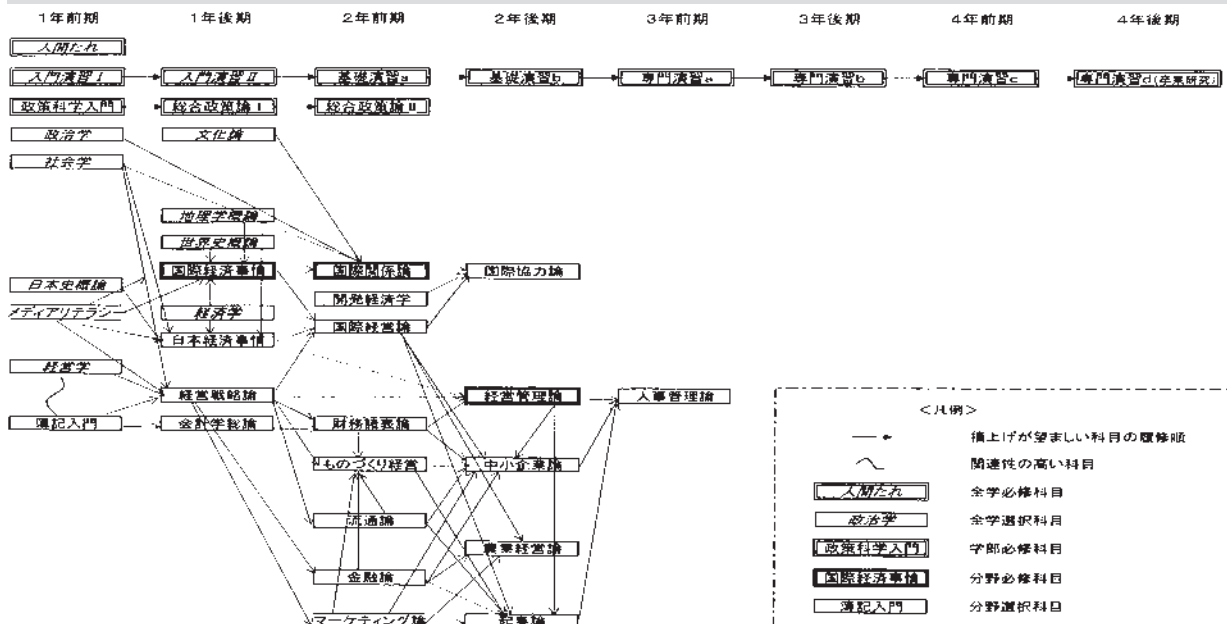 1年前期 1年後期 2年前期 2年後期 3年前期 3年後期 4年前期 4年後期
人間たれ
入門演習Ⅰ 入門演習Ⅱ 基礎演習a 基礎演習b 専門演習a 専門演習b 専門演習c 専門演習d(卒業研究)
政策科学入門 総合政策論Ⅰ 総合政策論Ⅱ
政治学 文化論
社会学
地理学概論
世界史概論
国際経済事情 国際関係論 国際協力論
日本史概論 開発経済学
メディアリテラシー 経済学
日本経済事情 国際経営論
経営学
経営戦略論 経営管理論 人事管理論
簿記入門 会計学総論 財務諸表論
ものづくり経営 中小企業論
流通論
農業経営論
金融論
マーケティング論 起業論
<凡例>
積上げが望ましい科目の履修順
関連性の高い科目
人間たれ 全学必修科目
政治学 全学選択科目
政策科学入門 学部必修科目
国際経済事情 分野必修科目
簿記入門 分野選択科目